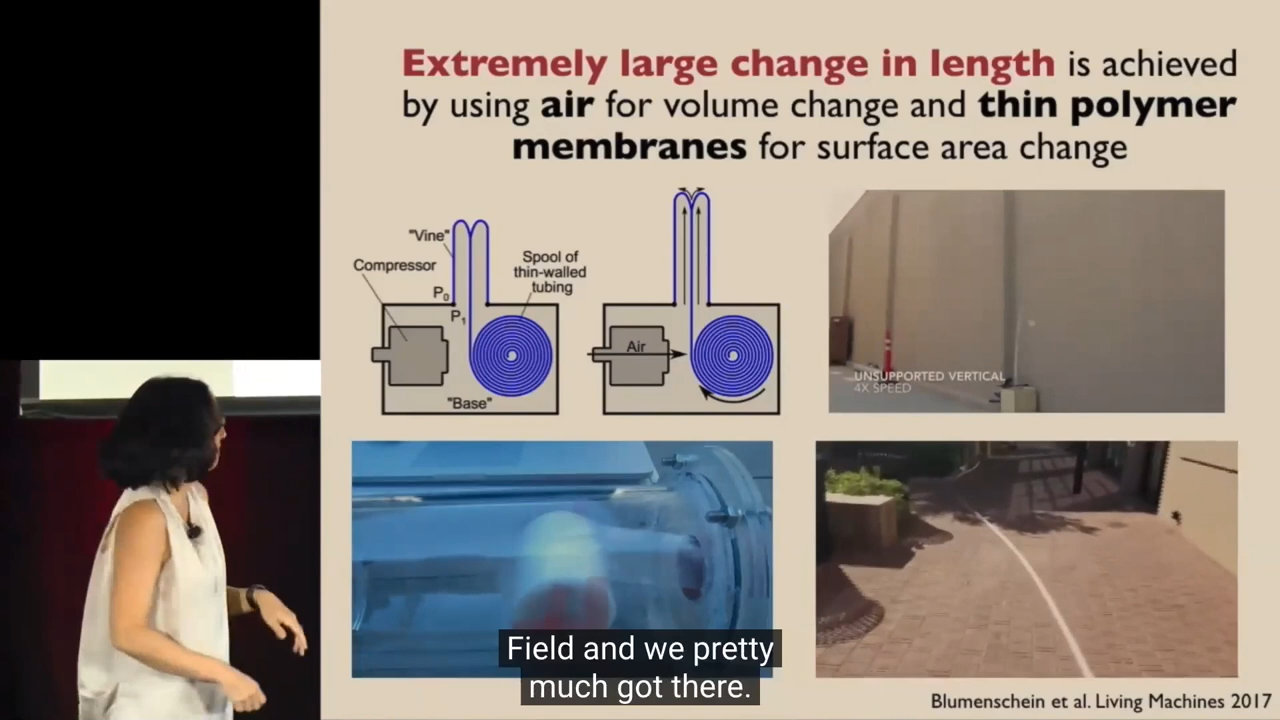 Extremely large change in length is achieved
by using air for volume change and thin polymer
membranes for surface area change
"Vine"
Compressor
Spool of
thin-walled
tubing
P0
P1
"Base"
Air
UNSUPPORTED VERTICAL
4X SPEED
Field and we pretty
much got there.
Blumenschein et al. Living Machines 2017